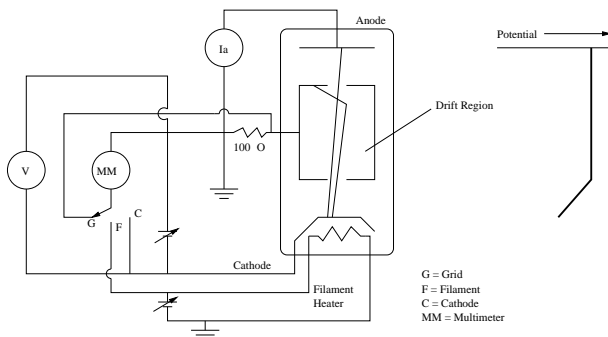 Anode
Potential
Ia
Drift Region
100 O
V
MM
C
G
F
Cathode
Filament
Heater
G = Grid
F = Filament
C = Cathode
MM = Multimeter